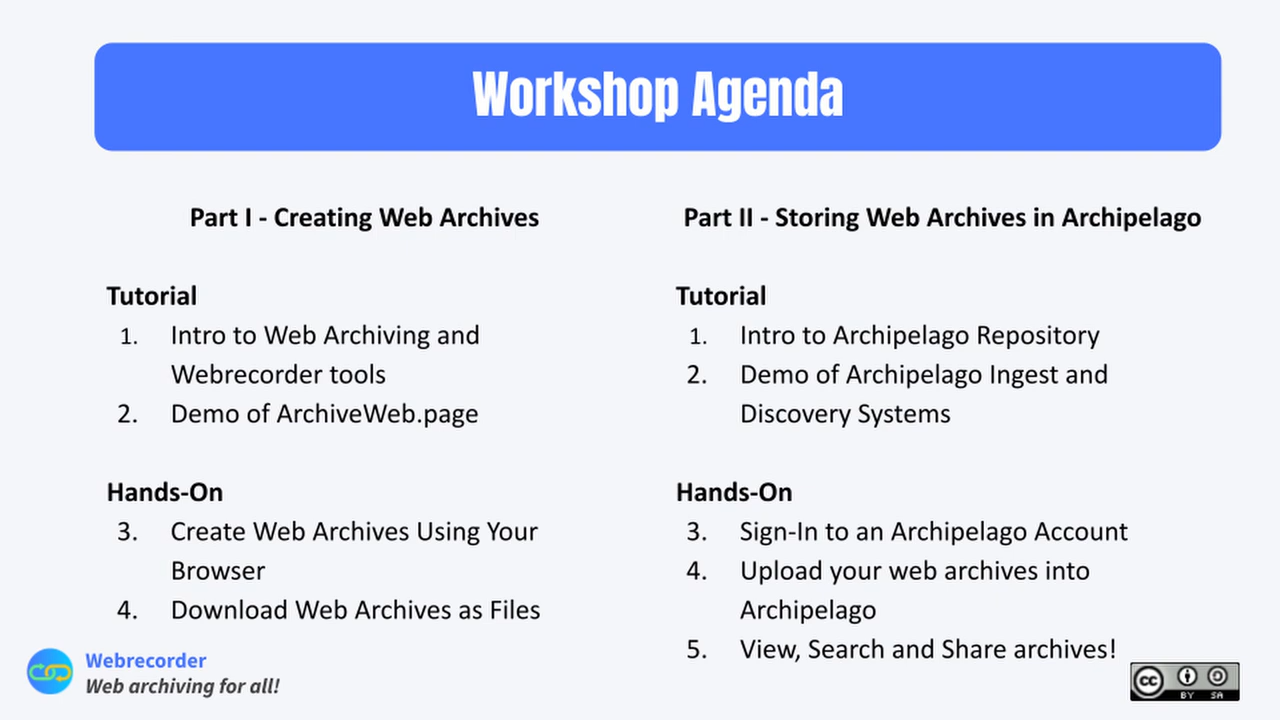 Workshop Agenda
Part I - Creating Web Archives
Tutorial
1. Intro to Web Archiving and
Webrecorder tools
2. Demo of ArchiveWeb.page
Hands-On
3. Create Web Archives Using Your
Browser
4. Download Web Archives as Files
Part II - Storing Web Archives in Archipelago
Tutorial
1. Intro to Archipelago Repository
2. Demo of Archipelago Ingest and
Discovery Systems
Hands-On
3. Sign-In to an Archipelago Account
4. Upload your web archives into
Archipelago
5. View, Search and Share archives!
Webrecorder
Web archiving for all!
cc
BY SA